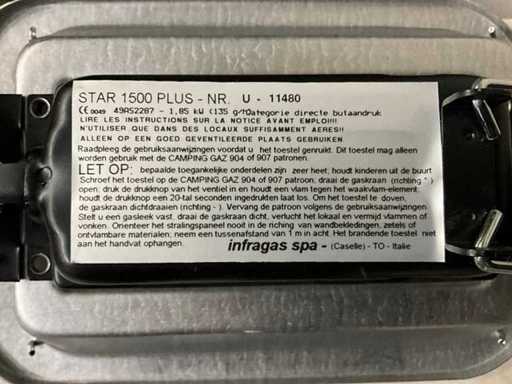 STAR 1500 PLUS - NR. U - 11480
CE 0049 49AS2287 - 1,85 kW (135 g/h) Categorie directe butaandruk
LIRE LES INSTRUCTIONS SUR LA NOTICE AVANT EMPLOI!!!
N'UTILISER QUE DANS DES LOCAUX SUFFISAMMENT AERES!!
ALLEEN OP EEN GOED GEVENTILEERDE PLAATS GEBRUIKEN
Raadpleeg de gebruiksaanwijzingen voordat u het toestel genruikt. Dit toestel mag alleen
worden gebruik met de CAMPING GAZ 904 of 907 patronen.
LET OP: bepaalde toegankelijke onderdelen zijn zeer heet; houdt kinderen uit de buurt
Schroef het toestel op de CAMPING GAZ 904 of 907 patroon, draai de gaskraan (richting - )
open; druk de drukknop van het ventiel in en houdt een vlam tegen het waakvlam-element.
houdt de drukknop een 20-tal seconden ingedrukten laat los. Om het toestel te doven,
de gaskraan dichtdraaien (richting - ). Vervang de patroon volgens de gebruiksaanwijzingen.
Stelt u een gasleek vast, draai de gaskraan dicht, verlucht het lokaal en vermijd vlammen of
vonken. Orienteer het stralingspaneel nooit in de riching van wandbekledingen, zetels of
ontvlambare materialen; neem een tussenafstand van 1 m in acht. Het brandende toestel niet
aan het handvat ophangen. infragas spa - (Caselle) - TO - Italie